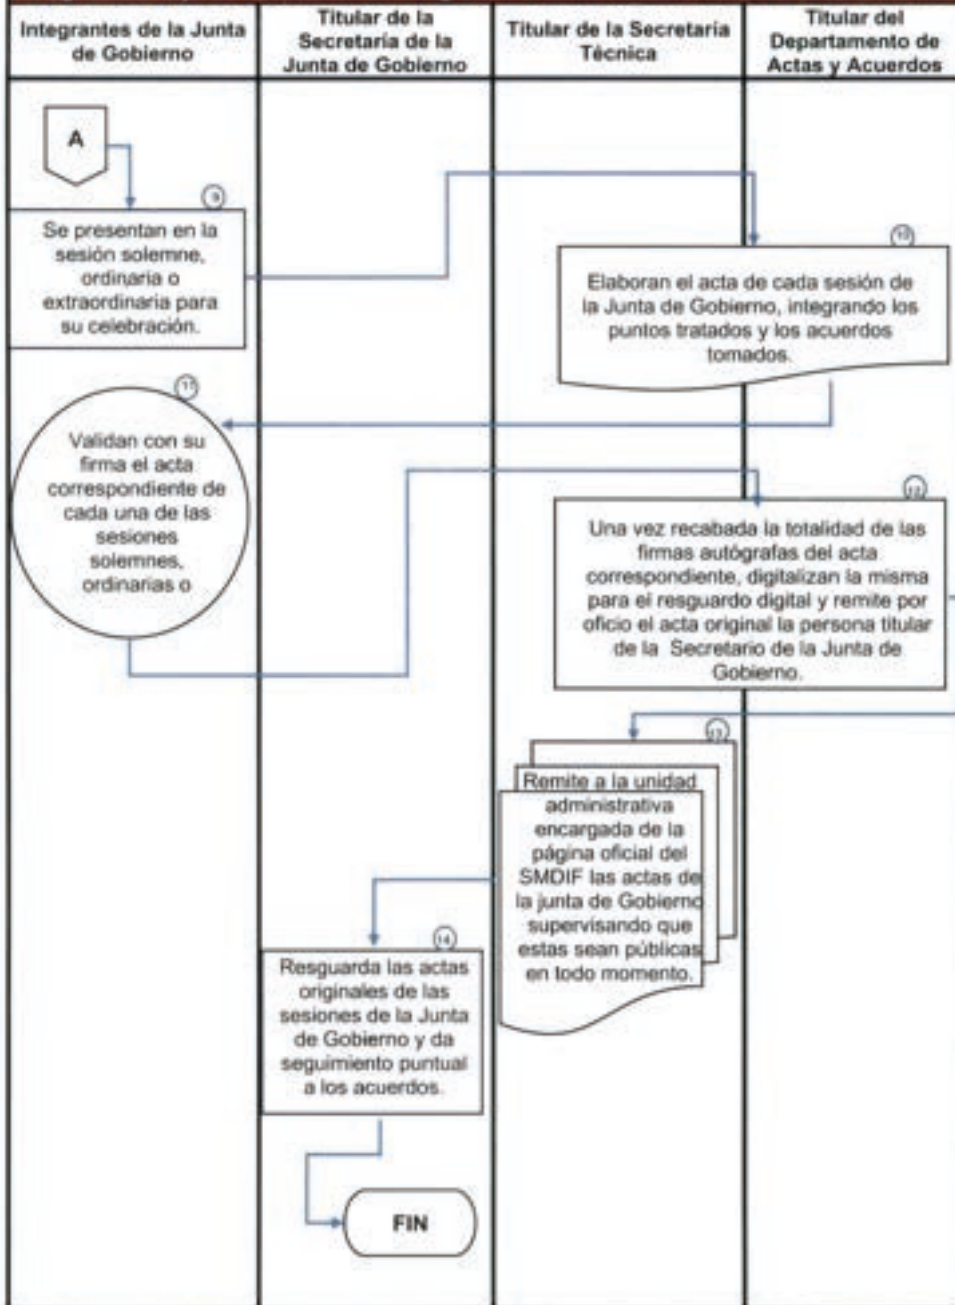 Integrantes de la Junta
de Gobierno
Titular de la
Secretaría de la
Junta de Gobierno
Titular de la Secretaría
Técnica
Titular del
Departamento de
Actas y Acuerdos
A
9
Se presentan en la
sesión solemne,
ordinaria o
extraordinaria para
su celebración.
10
Elaboran el acta de cada sesión de
la Junta de Gobierno, integrando los
puntos tratados y los acuerdos
tomados.
11
Validan con su
firma el acta
correspondiente de
cada una de las
sesiones
solemnes,
ordinarias o
12
Una vez recabada la totalidad de las
firmas autógrafas del acta
correspondiente, digitalizan la misma
para el resguardo digital y remite por
oficio el acta original la persona titular
de la Secretario de la Junta de
Gobierno.
13
Remite a la unidad
administrativa
encargada de la
página oficial del
SMDIF las actas de
la junta de Gobierno
supervisando que
estas sean públicas
en todo momento.
14
Resguarda las actas
originales de las
sesiones de la Junta
de Gobierno y da
seguimiento puntual
a los acuerdos.
FIN